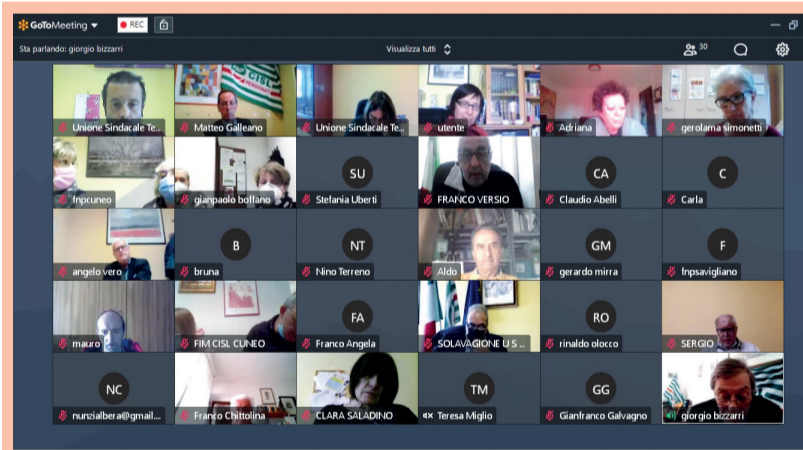 GoToMeeting
REC
Sta parlando: giorgio bizzarri
Visualizza tutti
30
CISL
Unione Sindacale Te...
Matteo Galleano
Unione Sindacale Te...
utente
Adriana
gerolama simonetti
fnpcuneo
gianpaolo boffano
SU
Stefania Uberti
FRANCO VERSIO
CA
Claudio Abelli
C
Carla
angelo vero
B
bruna
NT
Nino Terreno
Aldo
GM
gerardo mirra
F
fnpsavigliano
mauro
FIM CISL CUNEO
FA
Franco Angela
SOLAVAGIONE U S ...
RO
rinaldo olocco
SERGIO
NC
nunzialbera@gmail....
Franco Chittolina
CLARA SALADINO
TM
Teresa Miglio
GG
Gianfranco Galvagno
giorgio bizzarri